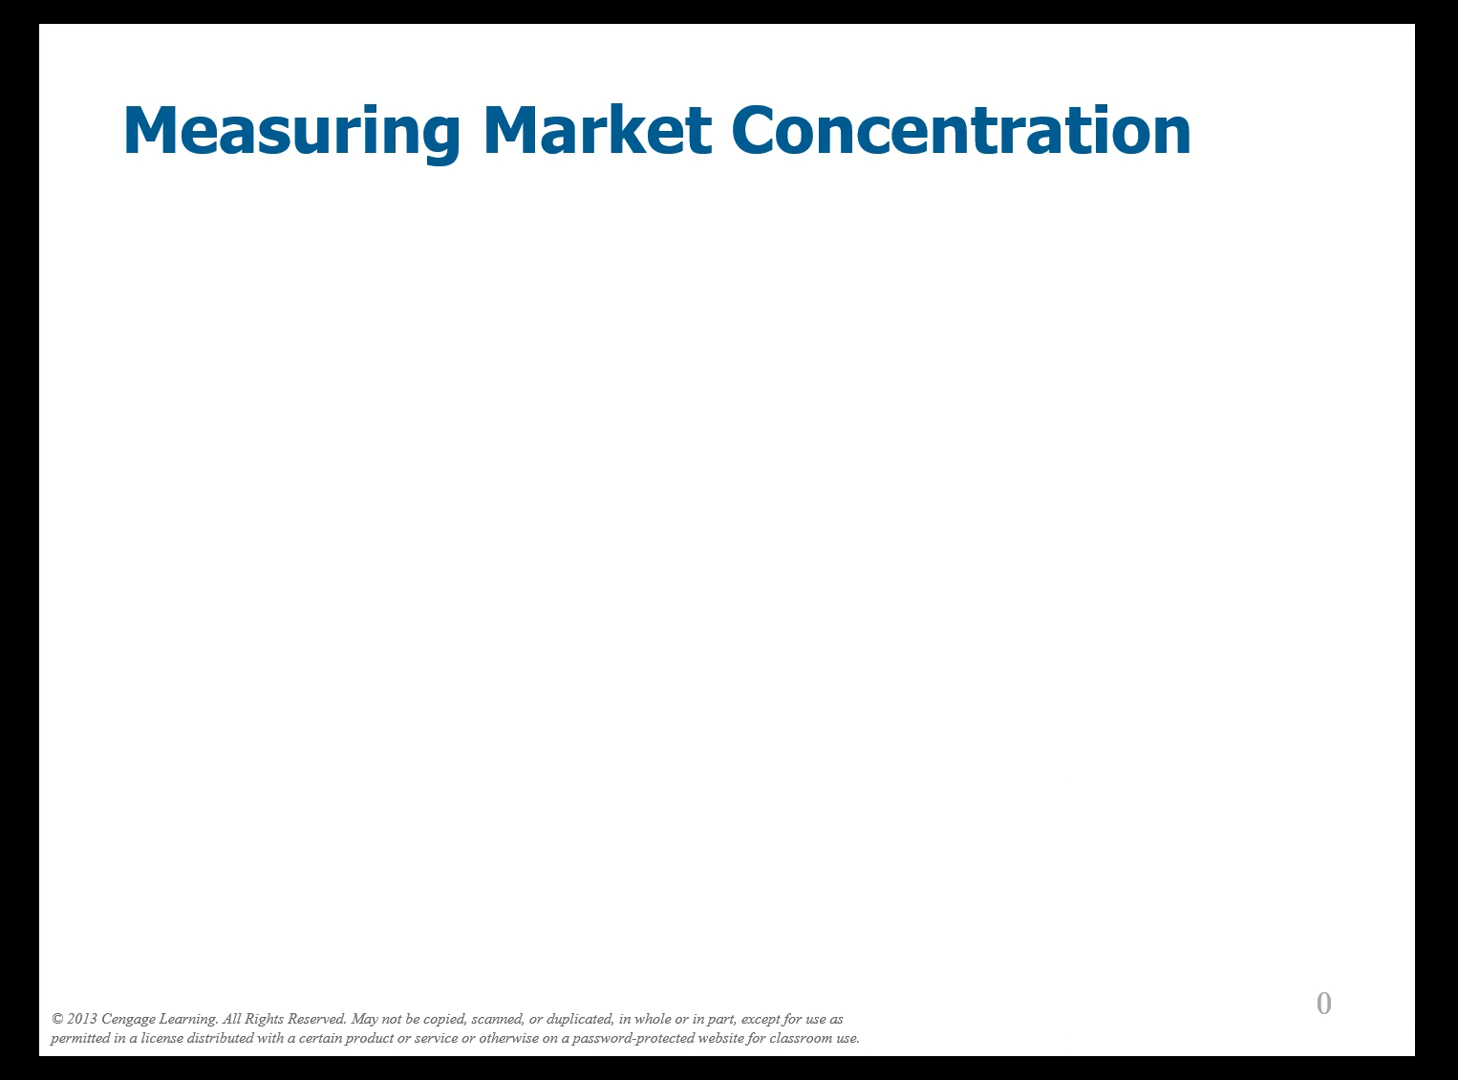 Measuring Market Concentration
0
© 2013 Cengage Learning. All Rights Reserved. May not be copied, scanned, or duplicated, in whole or in part, except for use as
permitted in a license distributed with a certain product or service or otherwise on a password-protected website for classroom use.